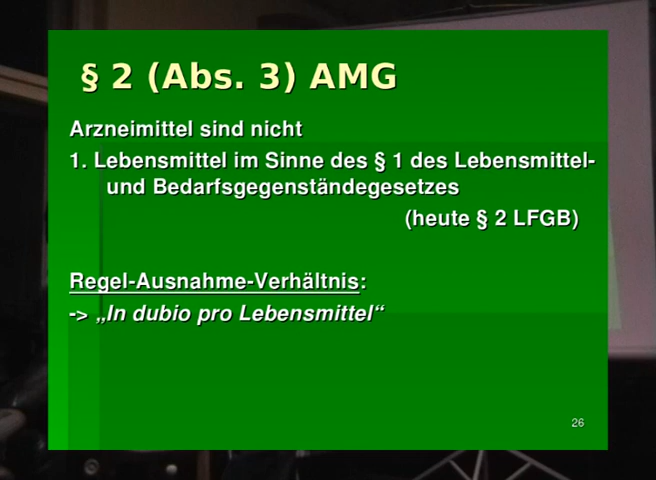 § 2 (Abs. 3) AMG
Arzneimittel sind nicht
1. Lebensmittel im Sinne des § 1 des Lebensmittel-
und Bedarfsgegenständegesetzes
(heute § 2 LFGB)
Regel-Ausnahme-Verhältnis:
-> „In dubio pro Lebensmittel“
26